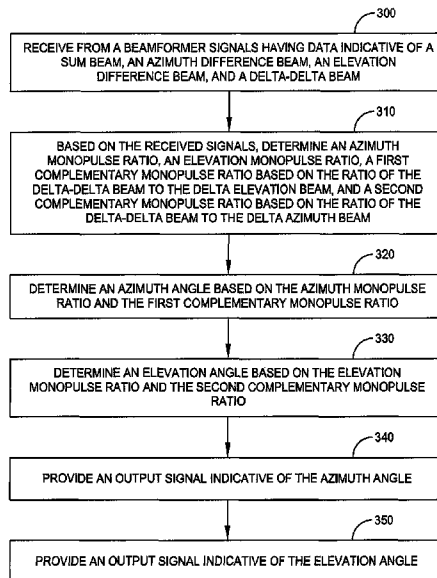 300
RECEIVE FROM A BEAMFORMER SIGNALS HAVING DATA INDICATIVE OF A
SUM BEAM, AN AZIMUTH DIFFERENCE BEAM, AN ELEVATION
DIFFERENCE BEAM, AND A DELTA-DELTA BEAM
310
BASED ON THE RECEIVED SIGNALS, DETERMINE AN AZIMUTH
MONOPULSE RATIO, AN ELEVATION MONOPULSE RATIO, A FIRST
COMPLEMENTARY MONOPULSE RATIO BASED ON THE RATIO OF THE
DELTA-DELTA BEAM TO THE DELTA ELEVATION BEAM, AND A SECOND
COMPLEMENTARY MONOPULSE RATIO BASED ON THE RATIO OF THE
DELTA-DELTA BEAM TO THE DELTA AZIMUTH BEAM
320
DETERMINE AN AZIMUTH ANGLE BASED ON THE AZIMUTH MONOPULSE
RATIO AND THE FIRST COMPLEMENTARY MONOPULSE RATIO
330
DETERMINE AN ELEVATION ANGLE BASED ON THE ELEVATION
MONOPULSE RATIO AND THE SECOND COMPLEMENTARY MONOPULSE
RATIO
340
PROVIDE AN OUTPUT SIGNAL INDICATIVE OF THE AZIMUTH ANGLE
350
PROVIDE AN OUTPUT SIGNAL INDICATIVE OF THE ELEVATION ANGLE